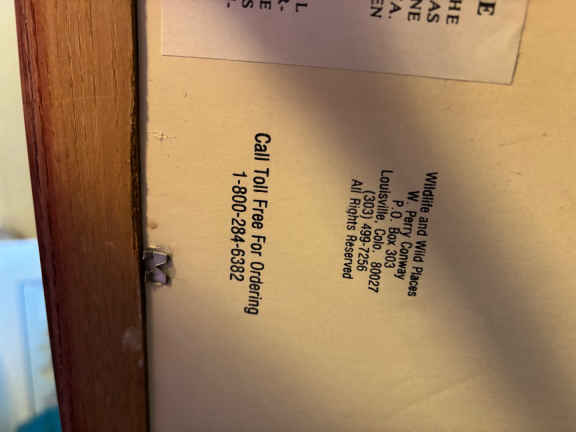 Wildlife and Wild Places
W. Perry Conway
P.O. Box 303
Louisville, Colo. 80027
(303) 499-7256
All Rights Reserved
Call Toll Free For Ordering
1-800-284-6382